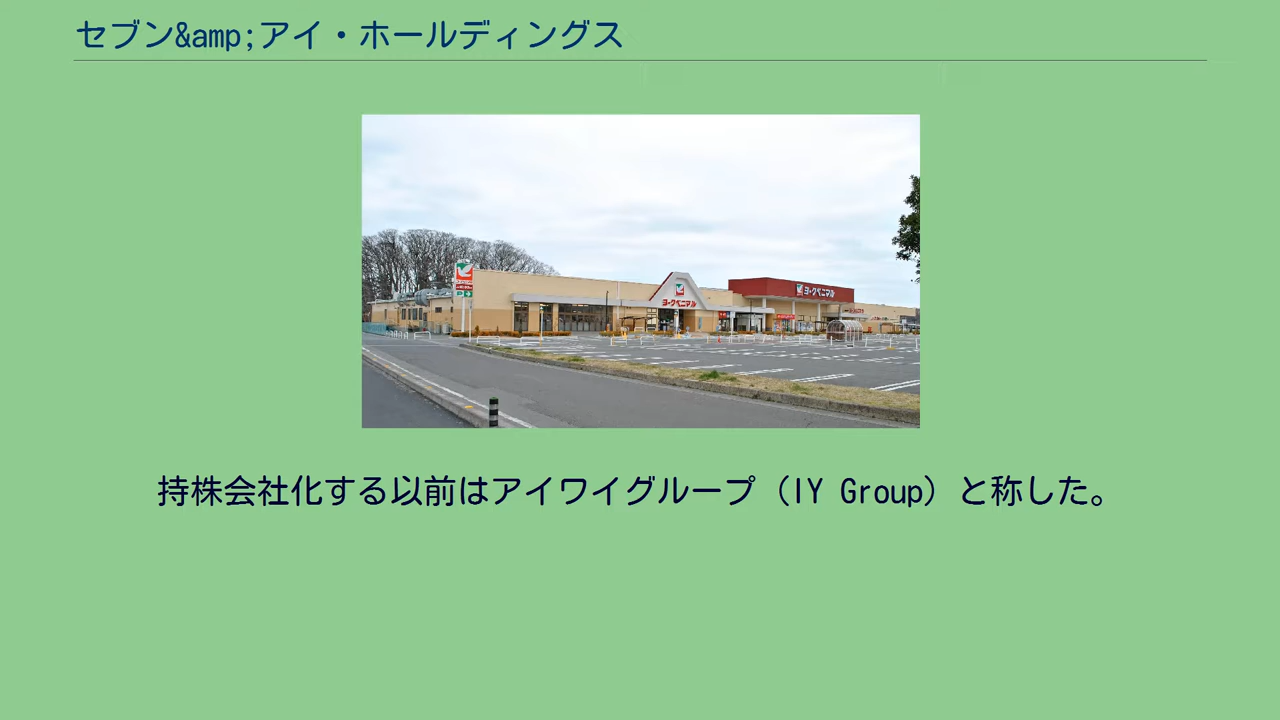 セブン&amp;アイ・ホールディングス
ヨークベニマル
ヨークベニマル
持株会社化する以前はアイワイグループ（IY Group）と称した。